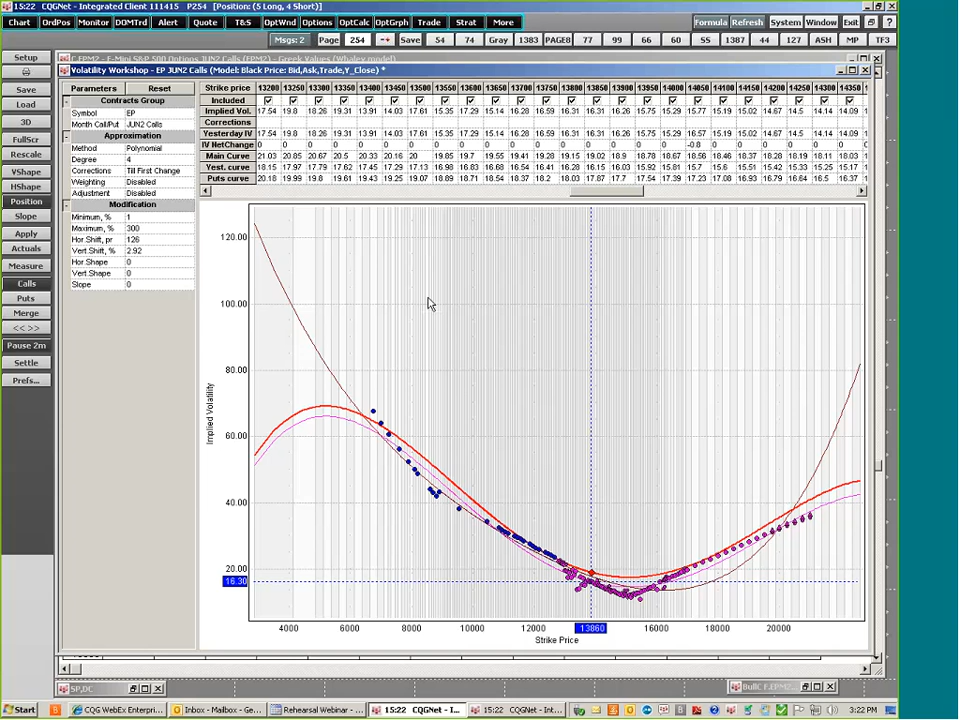 15:22 CQGNet - Integrated Client 111415 P254 [Position: (5 Long, 4 Short)]
Chart OrdPos Monitor DOMTrd Alert Quote T&S OptWnd Options OptCalc OptGrph Trade Strat More Formula Refresh System Window Exit ?
Msgs: 2 Page 254 Save 54 74 Gray 1383 PAGE8 77 99 66 60 SS 1387 44 127 ASH MP TF3
Setup
Save
Load
3D
FullScr
Rescale
VShape
HShape
Position
Slope
Apply
Actuals
Measure
Calls
Puts
Merge
<< >>
Pause 2m
Settle
Prefs...
C EPM2 - E-Mini S&P 500 Options JUN2 Calls (EPM2) - Greek Values (Whaley model)
Volatility Workshop - EP JUN2 Calls (Model: Black Price: Bid,Ask,Trade,Y_Close) *
Parameters Reset
Contracts Group
Symbol EP
Month Call/Put JUN2 Calls
Approximation
Method Polynomial
Degree 4
Corrections Till First Change
Weighting Disabled
Adjustment Disabled
Modification
Minimum, % 1
Maximum, % 300
Hor.Shift, pr 126
Vert.Shift, % 2.92
Hor.Shape 0
Vert.Shape 0
Slope 0
Strike price 13200 13250 13300 13350 13400 13450 13500 13550 13600 13650 13700 13750 13800 13850 13900 13950 14000 14050 14100 14150 14200 14250 14300 14350
Included
Implied Vol. 17.54 19.8 18.26 19.31 13.91 14.03 17.61 15.35 17.29 15.14 16.28 16.59 16.31 16.31 16.26 15.75 15.29 15.77 15.19 15.02 14.67 14.5 14.14 14.09
Corrections
Yesterday IV 17.54 19.8 18.26 19.31 13.91 14.03 17.61 15.35 17.29 15.14 16.28 16.59 16.31 16.31 16.26 15.75 15.29 16.57 15.19 15.02 14.67 14.5 14.14 14.09
IV NetChange 0 0 0 0 0 0 0 0 0 0 0 0 0 0 0 0 0 -0.8 0 0 0 0 0 0
Main Curve 21.03 20.85 20.67 20.5 20.33 20.16 20 19.85 19.7 19.55 19.41 19.28 19.15 19.02 18.9 18.78 18.67 18.56 18.46 18.37 18.28 18.19 18.11 18.03
Yest. curve 18.15 17.97 17.79 17.62 17.45 17.29 17.13 16.98 16.83 16.68 16.54 16.41 16.28 16.15 16.03 15.91 15.8 15.7 15.6 15.51 15.42 15.33 15.24 15.17
Puts curve 20.18 19.99 19.8 19.61 19.43 19.25 19.07 18.89 18.71 18.54 18.37 18.2 18.03 17.87 17.7 17.54 17.39 17.23 17.08 16.93 16.79 16.64 16.5 16.37
120.00
100.00
80.00
60.00
40.00
20.00
16.30
Implied Volatility
4000 6000 8000 10000 12000 13860 16000 18000 20000
Strike Price
SP,DC
BullC F.EPM2...
Start CQG WebEx Enterpri... Inbox - Mailbox - Ge... Rehearsal Webinar - ... 15:22 CQGNet - I... 15:22 CQGNet - Int... 3:22 PM